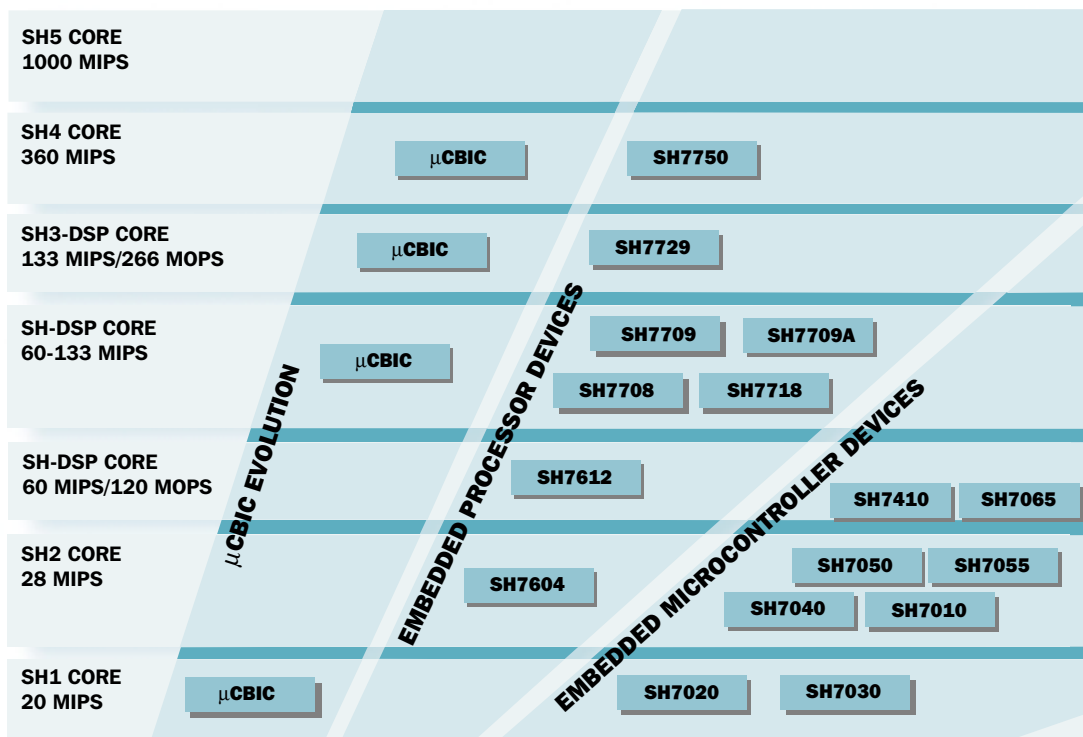 SH5 CORE
1000 MIPS
SH4 CORE
360 MIPS
μCBIC
SH7750
SH3-DSP CORE
133 MIPS/266 MOPS
μCBIC
SH7729
SH-DSP CORE
60-133 MIPS
μCBIC
SH7709
SH7709A
SH7708
SH7718
SH-DSP CORE
60 MIPS/120 MOPS
SH7612
SH7410
SH7065
SH2 CORE
28 MIPS
SH7604
SH7050
SH7055
SH7040
SH7010
SH1 CORE
20 MIPS
μCBIC
SH7020
SH7030
μCBIC EVOLUTION
EMBEDDED PROCESSOR DEVICES
EMBEDDED MICROCONTROLLER DEVICES